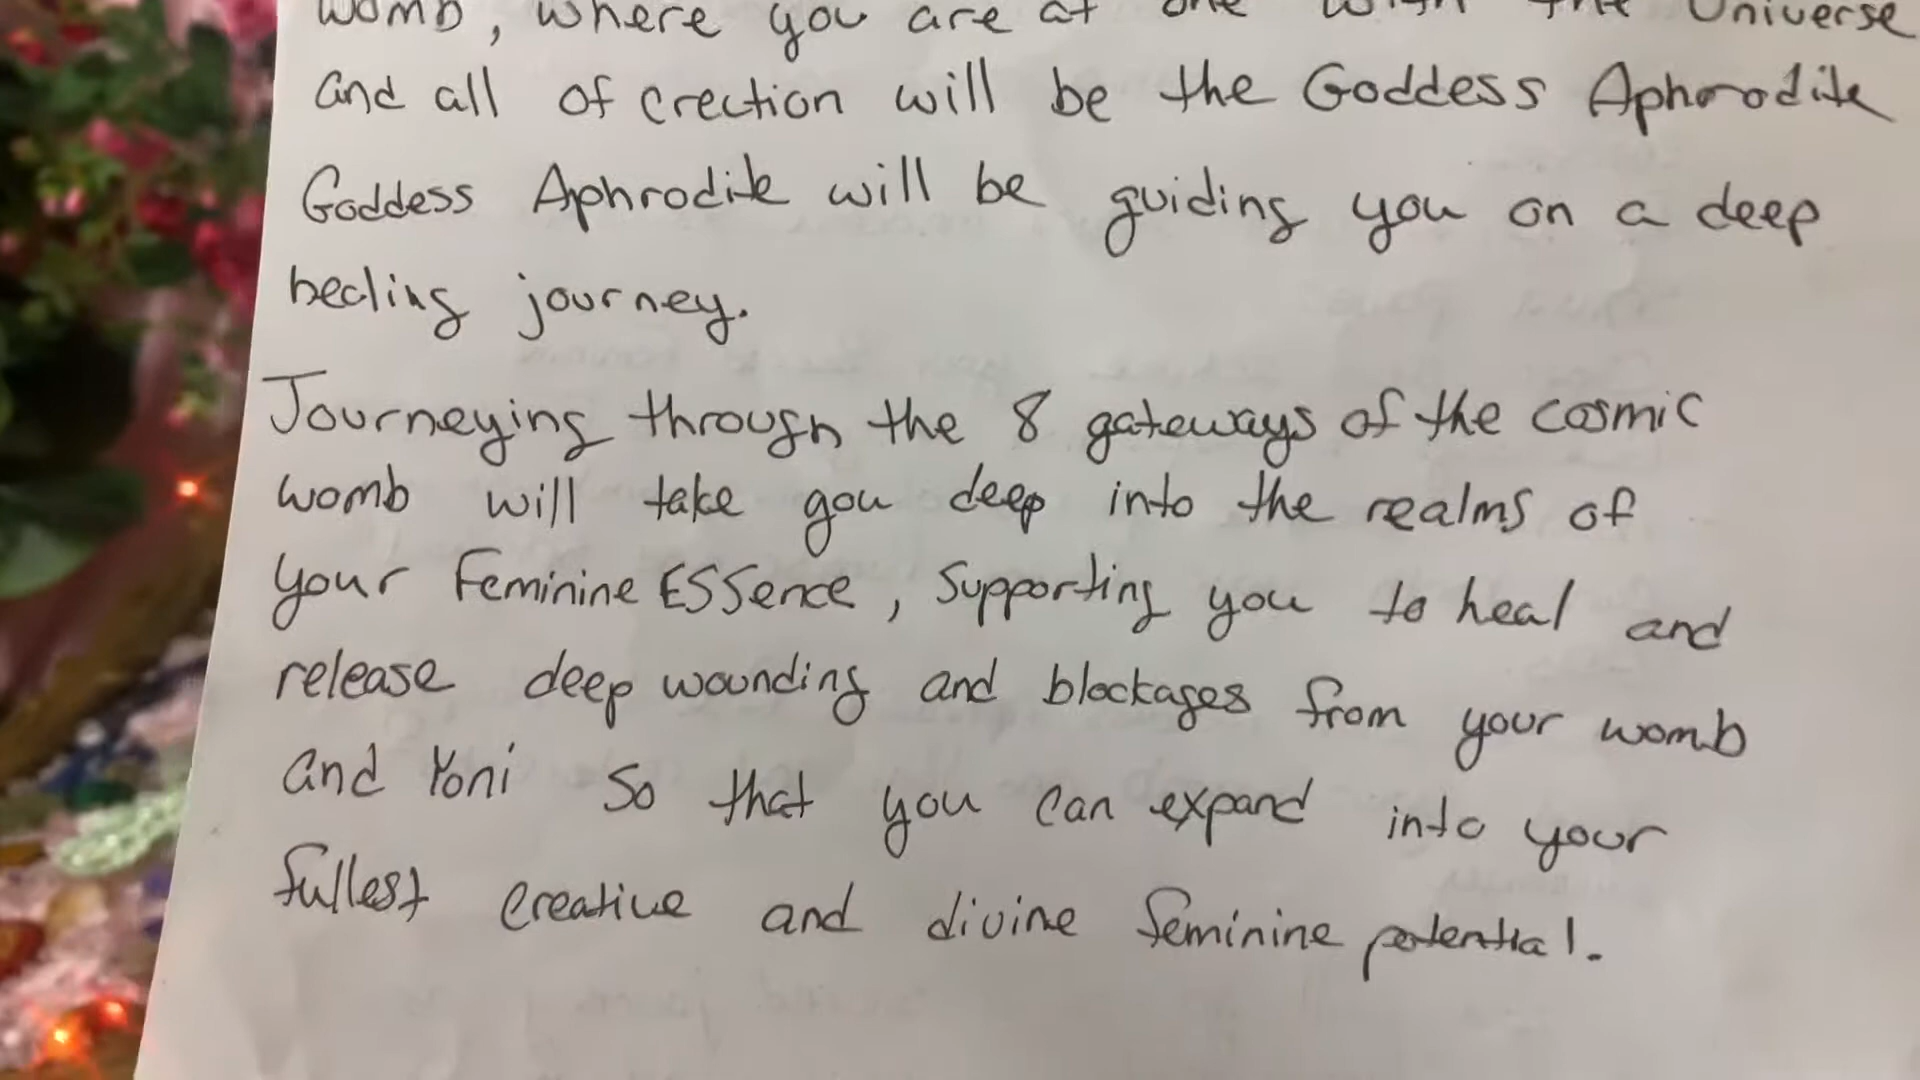 womb, where you are at one with the Universe
and all of creation will be the Goddess Aphrodite
Goddess Aphrodite will be guiding you on a deep
healing journey.
Journeying through the 8 gateways of the cosmic
womb will take you deep into the realms of
your Feminine ESSence, Supporting you to heal and
release deep wounding and blockages from your womb
and Yoni So that you can expand into your
fullest creative and divine feminine potential.